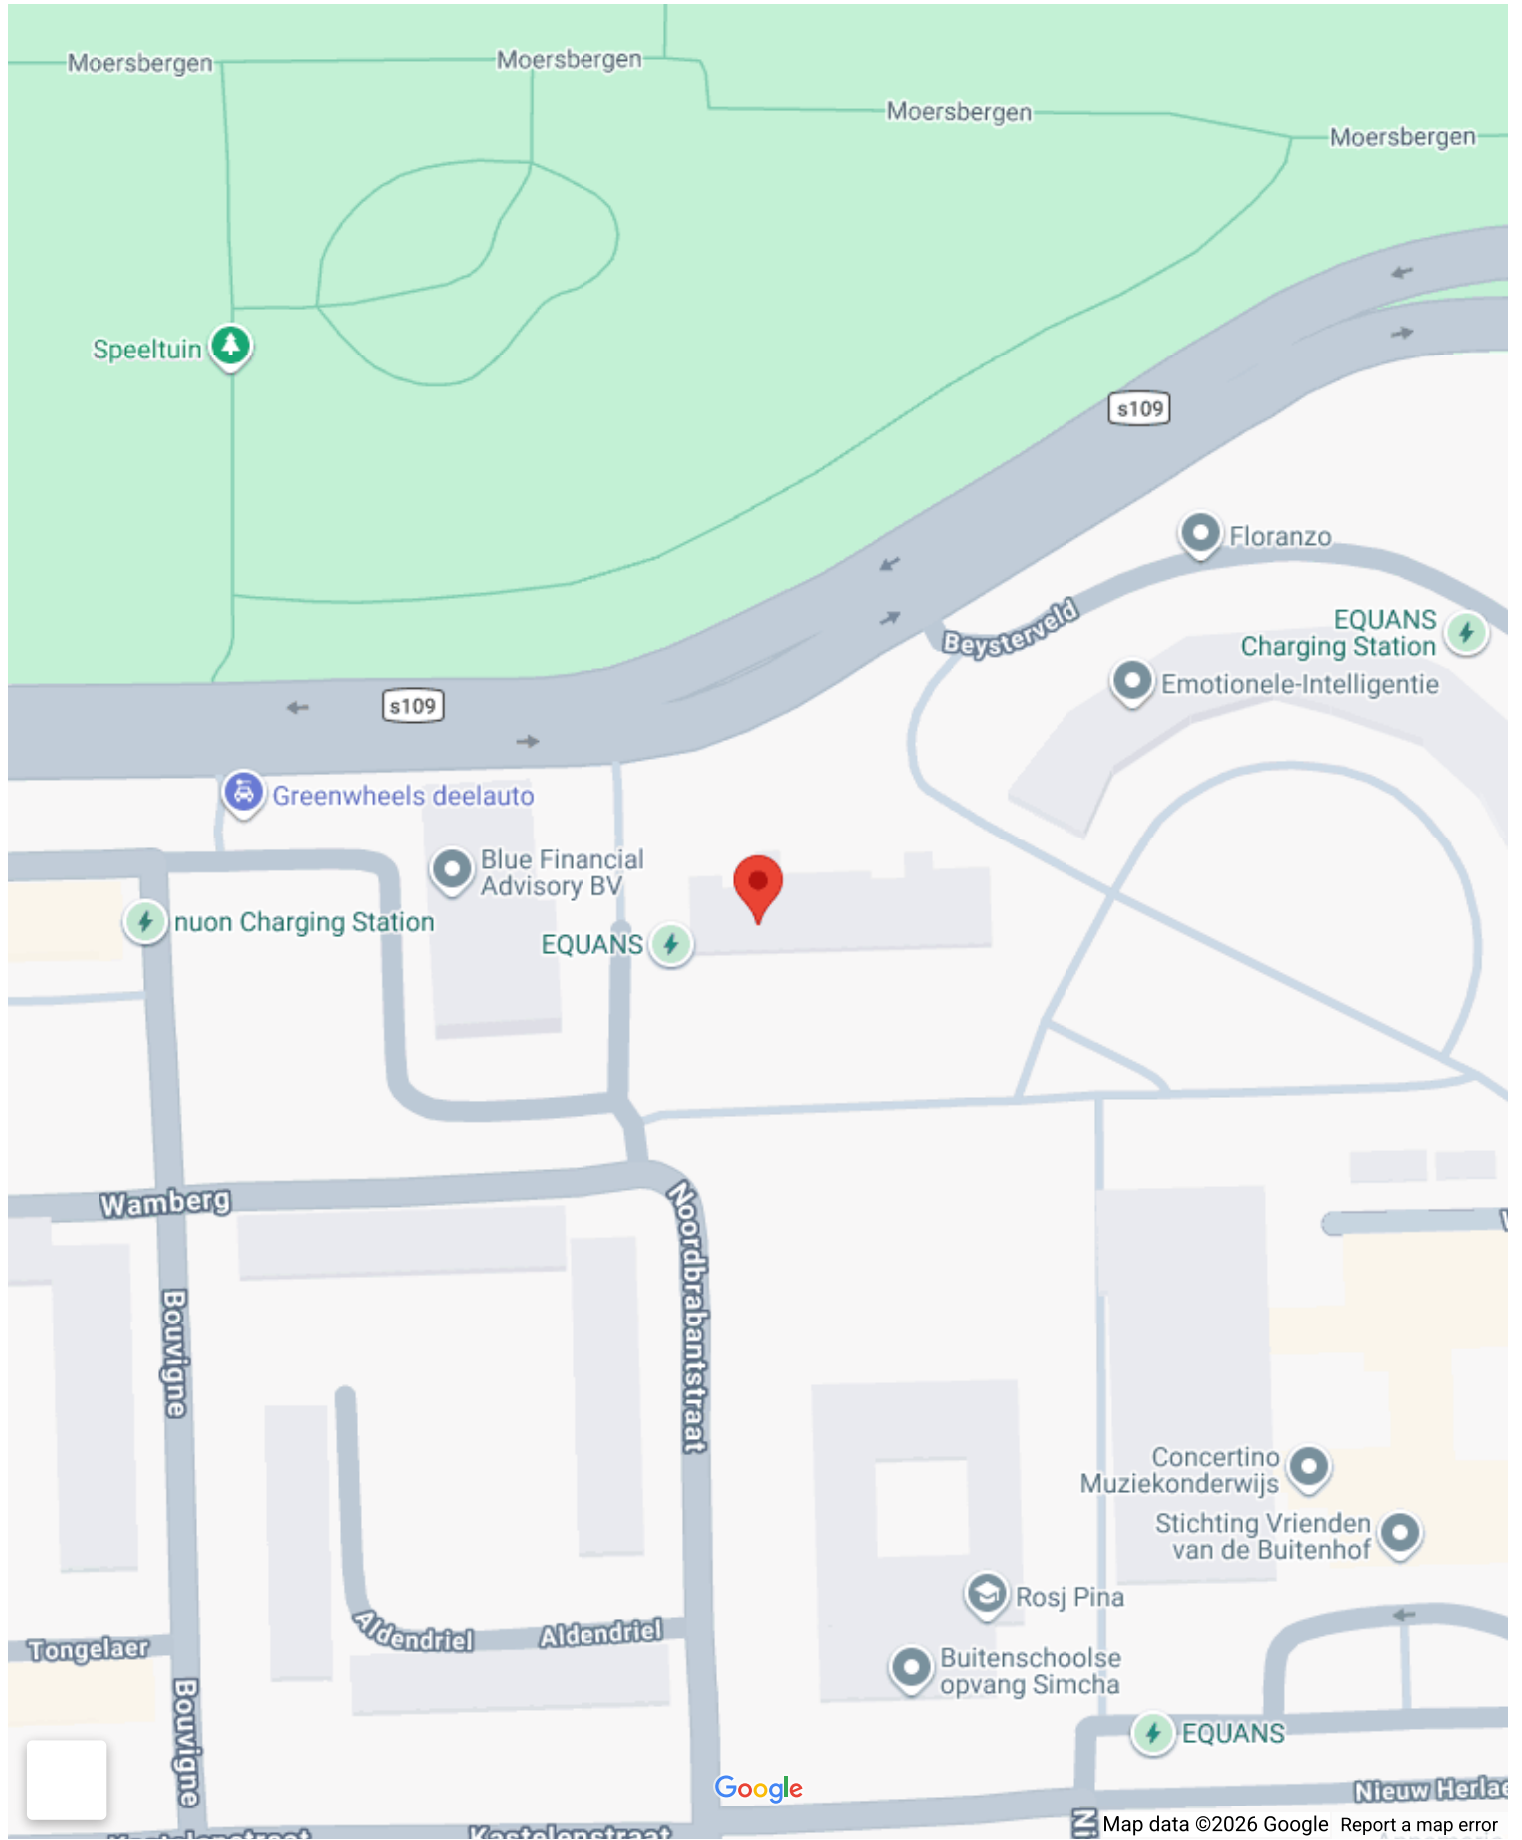 Moersbergen
Moersbergen
Moersbergen
Moersbergen
Speeltuin
s109
Floranzo
Beysterveld
EQUANS
Charging Station
Emotionele-Intelligentie
s109
Greenwheels deelauto
Blue Financial
Advisory BV
nuon Charging Station
EQUANS
Wamberg
Noordbrabantstraat
Bouvigne
Concertino
Muziekonderwijs
Stichting Vrienden
van de Buitenhof
Rosj Pina
Aldendriel
Aldendriel
Tongelaer
Buitenschoolse
opvang Simcha
Bouvigne
EQUANS
Google
Nieuw Herlae
Kastelenstraat
Kastelenstraat
Map data ©2026 Google
Report a map error